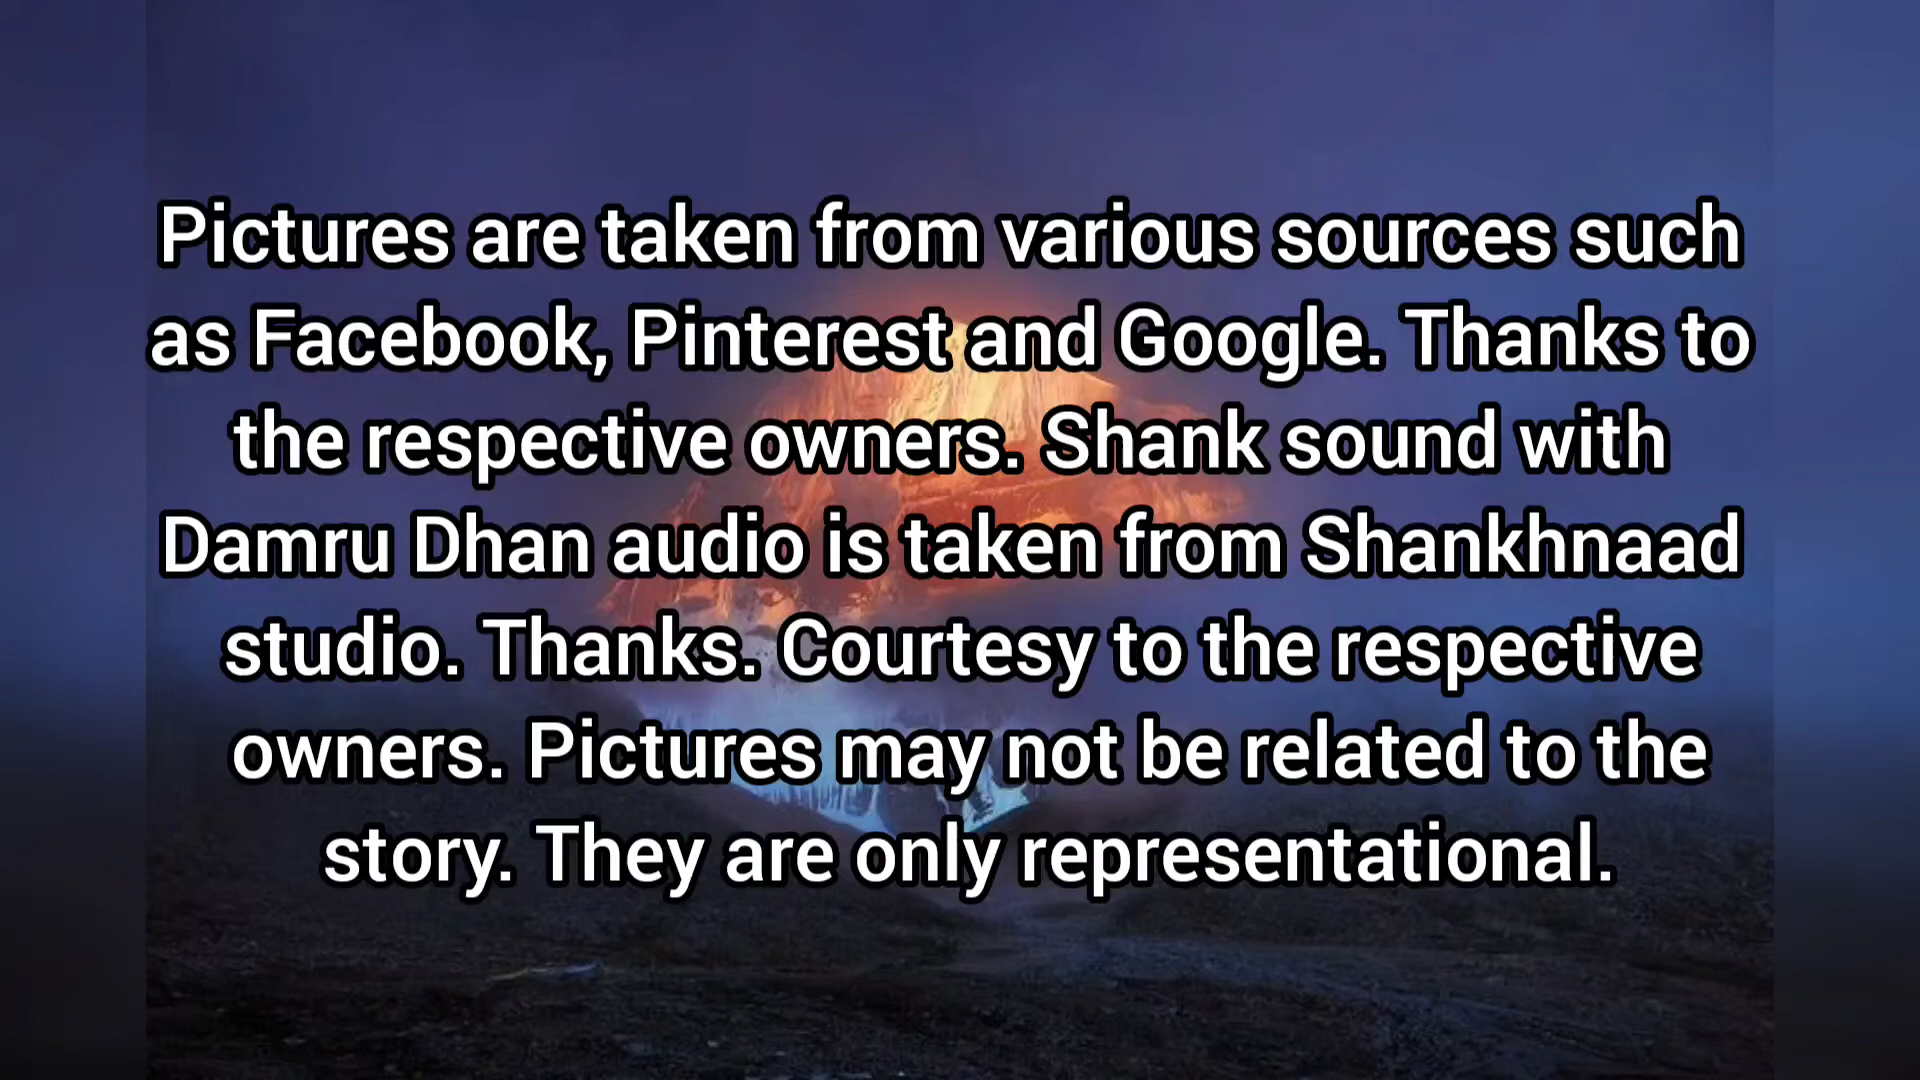 Pictures are taken from various sources such
as Facebook, Pinterest and Google. Thanks to
the respective owners. Shank sound with
Damru Dhan audio is taken from Shankhnaad
studio. Thanks. Courtesy to the respective
owners. Pictures may not be related to the
story. They are only representational.